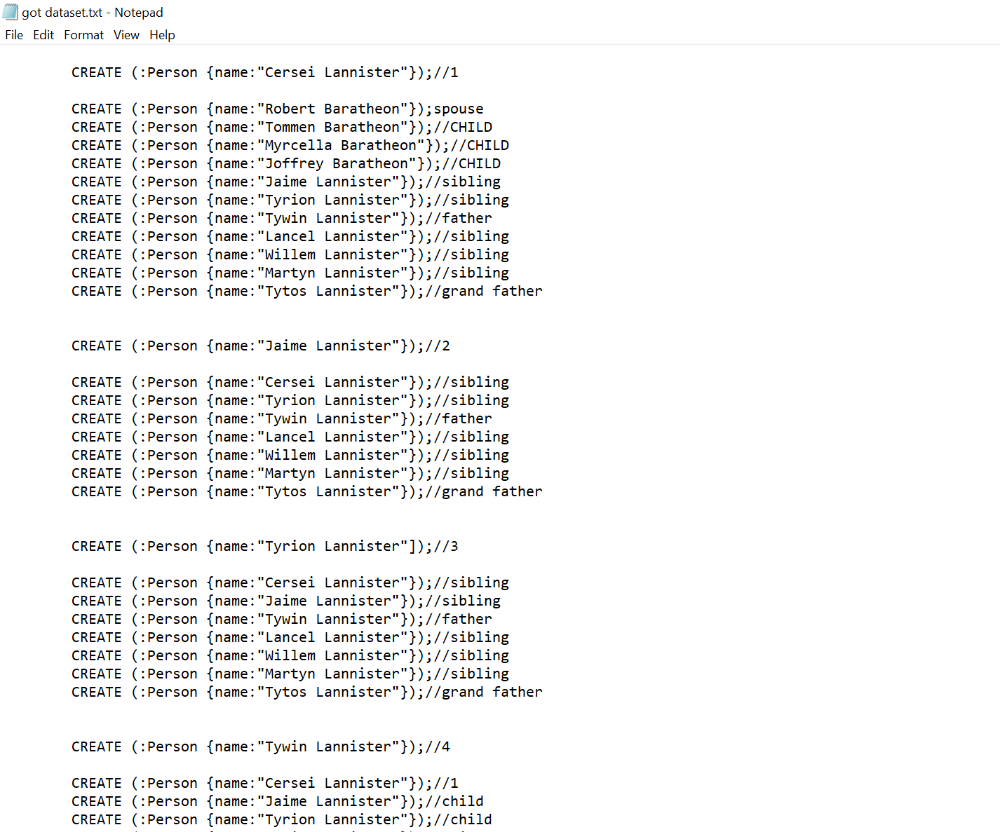 got dataset.txt - Notepad
File Edit Format View Help
CREATE (:Person {name:"Cersei Lannister"});//1
CREATE (:Person {name:"Robert Baratheon"});spouse
CREATE (:Person {name:"Tommen Baratheon"});//CHILD
CREATE (:Person {name:"Myrcella Baratheon"});//CHILD
CREATE (:Person {name:"Joffrey Baratheon"});//CHILD
CREATE (:Person {name:"Jaime Lannister"});//sibling
CREATE (:Person {name:"Tyrion Lannister"});//sibling
CREATE (:Person {name:"Tywin Lannister"});//father
CREATE (:Person {name:"Lancel Lannister"});//sibling
CREATE (:Person {name:"Willem Lannister"});//sibling
CREATE (:Person {name:"Martyn Lannister"});//sibling
CREATE (:Person {name:"Tytos Lannister"});//grand father
CREATE (:Person {name:"Jaime Lannister"});//2
CREATE (:Person {name:"Cersei Lannister"});//sibling
CREATE (:Person {name:"Tyrion Lannister"});//sibling
CREATE (:Person {name:"Tywin Lannister"});//father
CREATE (:Person {name:"Lancel Lannister"});//sibling
CREATE (:Person {name:"Willem Lannister"});//sibling
CREATE (:Person {name:"Martyn Lannister"});//sibling
CREATE (:Person {name:"Tytos Lannister"});//grand father
CREATE (:Person {name:"Tyrion Lannister"]);//3
CREATE (:Person {name:"Cersei Lannister"});//sibling
CREATE (:Person {name:"Jaime Lannister"});//sibling
CREATE (:Person {name:"Tywin Lannister"});//father
CREATE (:Person {name:"Lancel Lannister"});//sibling
CREATE (:Person {name:"Willem Lannister"});//sibling
CREATE (:Person {name:"Martyn Lannister"});//sibling
CREATE (:Person {name:"Tytos Lannister"});//grand father
CREATE (:Person {name:"Tywin Lannister"});//4
CREATE (:Person {name:"Cersei Lannister"});//1
CREATE (:Person {name:"Jaime Lannister"});//child
CREATE (:Person {name:"Tyrion Lannister"});//child